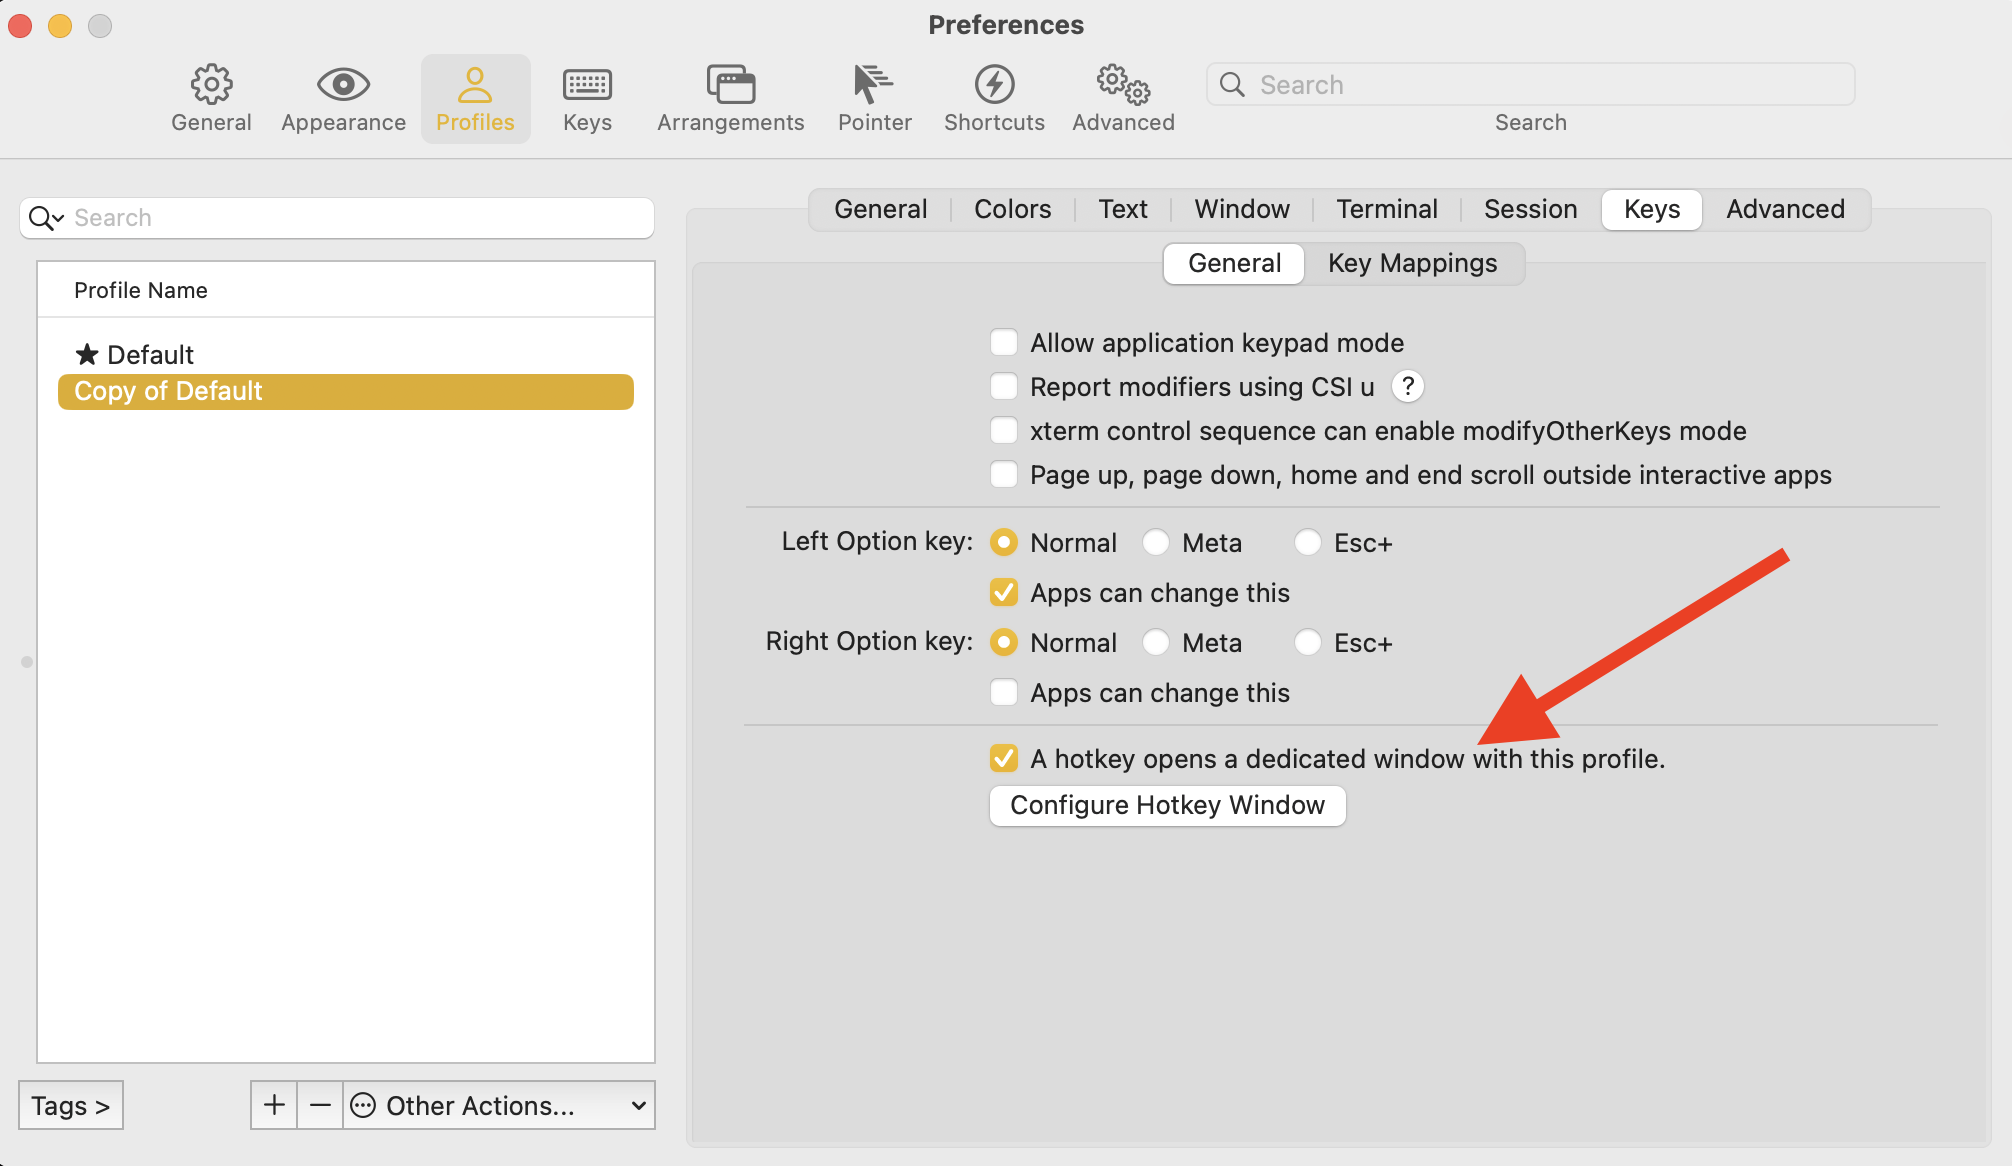 Preferences
General Appearance Profiles Keys Arrangements Pointer Shortcuts Advanced Search
Search
Search
General Colors Text Window Terminal Session Keys Advanced
General Key Mappings
Profile Name
★ Default
Copy of Default
Allow application keypad mode
Report modifiers using CSI u ?
xterm control sequence can enable modifyOtherKeys mode
Page up, page down, home and end scroll outside interactive apps
Left Option key: Normal Meta Esc+
Apps can change this
Right Option key: Normal Meta Esc+
Apps can change this
A hotkey opens a dedicated window with this profile.
Configure Hotkey Window
Tags > + − Other Actions...